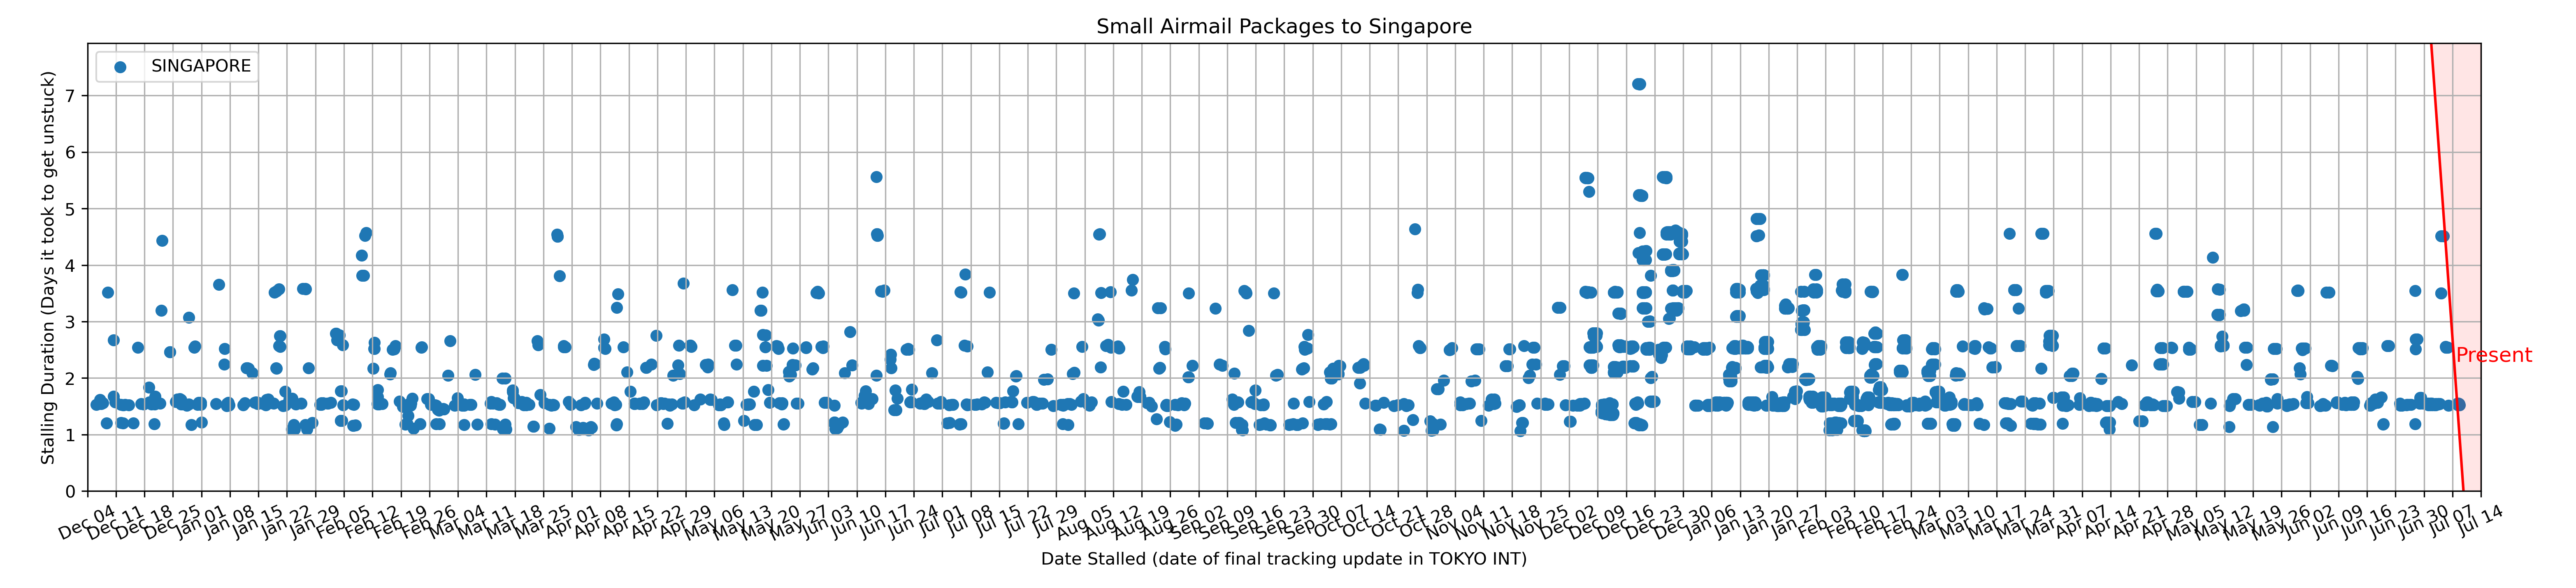 Small Airmail Packages to Singapore
SINGAPORE
Stalling Duration (Days it took to get unstuck)
7
6
5
4
3
2
1
0
Present
Dec 04
Dec 11
Dec 18
Dec 25
Jan 01
Jan 08
Jan 15
Jan 22
Jan 29
Feb 05
Feb 12
Feb 19
Feb 26
Mar 04
Mar 11
Mar 18
Mar 25
Apr 01
Apr 08
Apr 15
Apr 22
Apr 29
May 06
May 13
May 20
May 27
Jun 03
Jun 10
Jun 17
Jun 24
Jul 01
Jul 08
Jul 15
Jul 22
Jul 29
Aug 05
Aug 12
Aug 19
Aug 26
Sep 02
Sep 09
Sep 16
Sep 23
Sep 30
Oct 07
Oct 14
Oct 21
Oct 28
Nov 04
Nov 11
Nov 18
Nov 25
Dec 02
Dec 09
Dec 16
Dec 23
Dec 30
Jan 06
Jan 13
Jan 20
Jan 27
Feb 03
Feb 10
Feb 17
Feb 24
Mar 03
Mar 10
Mar 17
Mar 24
Mar 31
Apr 07
Apr 14
Apr 21
Apr 28
May 05
May 12
May 19
May 26
Jun 02
Jun 09
Jun 16
Jun 23
Jun 30
Jul 07
Jul 14
Date Stalled (date of final tracking update in TOKYO INT)